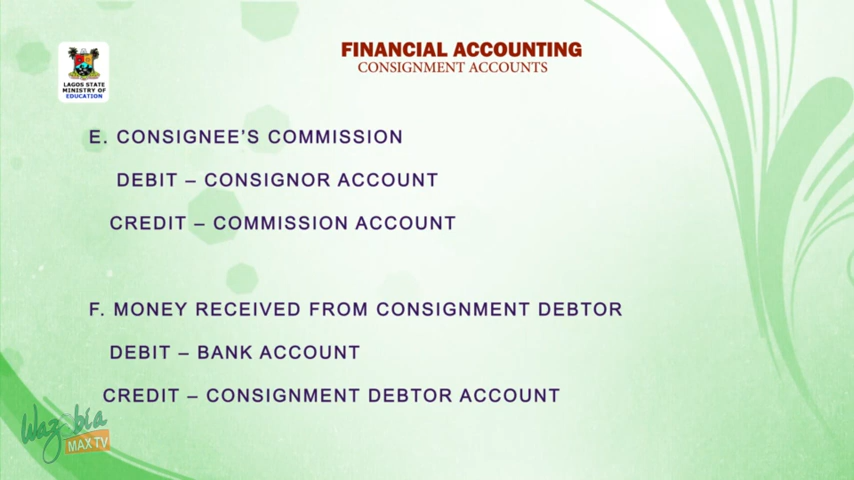 FINANCIAL ACCOUNTING
CONSIGNMENT ACCOUNTS
LAGOS STATE
MINISTRY OF
EDUCATION
E. CONSIGNEE'S COMMISSION
DEBIT – CONSIGNOR ACCOUNT
CREDIT – COMMISSION ACCOUNT
F. MONEY RECEIVED FROM CONSIGNMENT DEBTOR
DEBIT – BANK ACCOUNT
CREDIT – CONSIGNMENT DEBTOR ACCOUNT
Wazobia
MAX TV